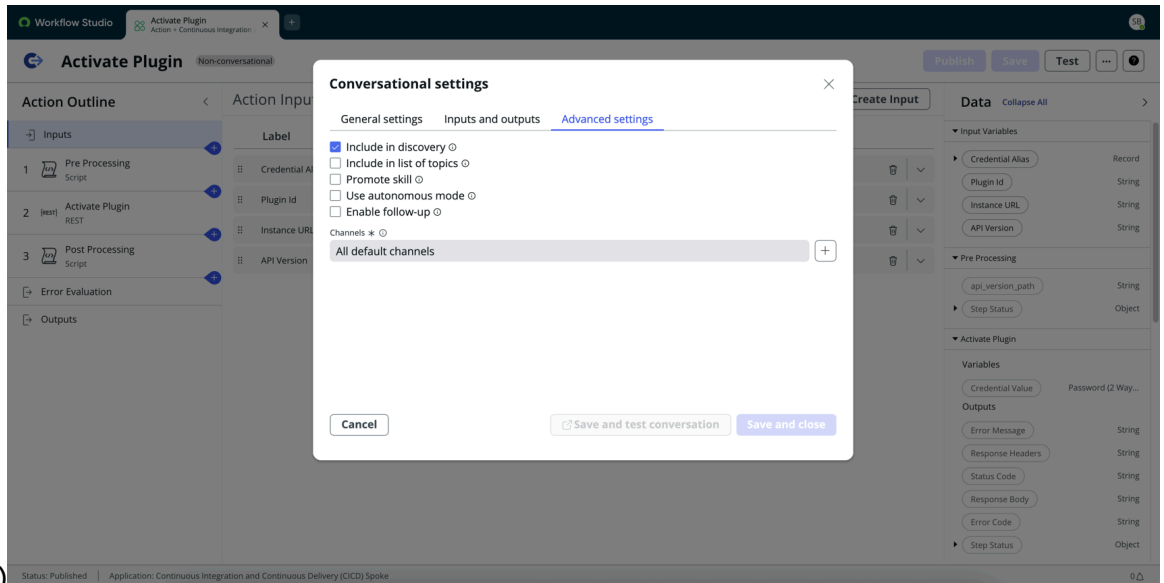 Workflow Studio
Activate Plugin
Action • Continuous Integration
SB
Activate Plugin Non-conversational
Publish Save Test
Action Outline
Inputs
1 Pre Processing
Script
2 {REST} Activate Plugin
REST
3 Post Processing
Script
Error Evaluation
Outputs
Action Inpu
Create Input
Label
Credential Al
Plugin Id
Instance URL
API Version
Conversational settings
General settings Inputs and outputs Advanced settings
Include in discovery
Include in list of topics
Promote skill
Use autonomous mode
Enable follow-up
Channels *
All default channels
Cancel Save and test conversation Save and close
Data Collapse All
Input Variables
Credential Alias Record
Plugin Id String
Instance URL String
API Version String
Pre Processing
api_version_path String
Step Status Object
Activate Plugin
Variables
Credential Value Password (2 Way...
Outputs
Error Message String
Response Headers String
Status Code String
Response Body String
Error Code String
Step Status Object
Status: Published | Application: Continuous Integration and Continuous Delivery (CICD) Spoke 0